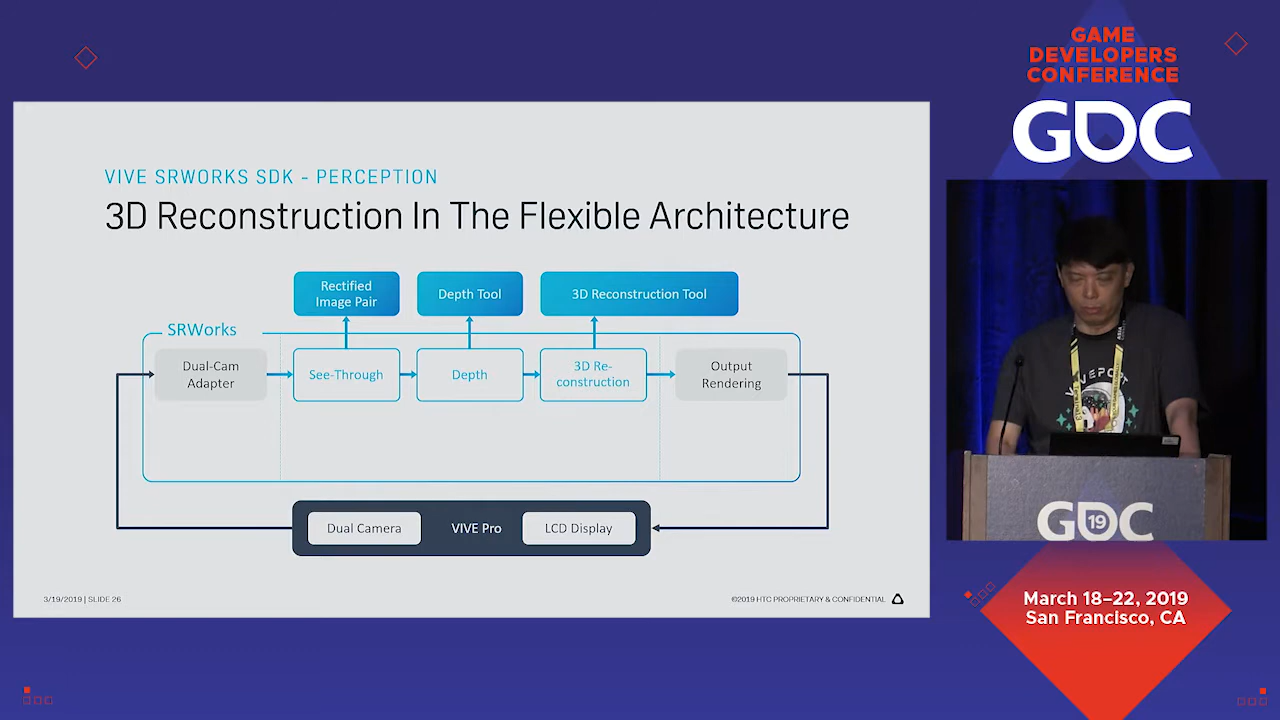 GAME
DEVELOPERS
CONFERENCE
GDC
VIVE SRWORKS SDK - PERCEPTION
3D Reconstruction In The Flexible Architecture
Rectified
Image Pair
Depth Tool
3D Reconstruction Tool
SRWorks
Dual-Cam
Adapter
See-Through
Depth
3D Re-
construction
Output
Rendering
Dual Camera
VIVE Pro
LCD Display
3/19/2019 | SLIDE 26
©2019 HTC PROPRIETARY & CONFIDENTIAL
VIVEPORT
GDC
19
March 18–22, 2019
San Francisco, CA